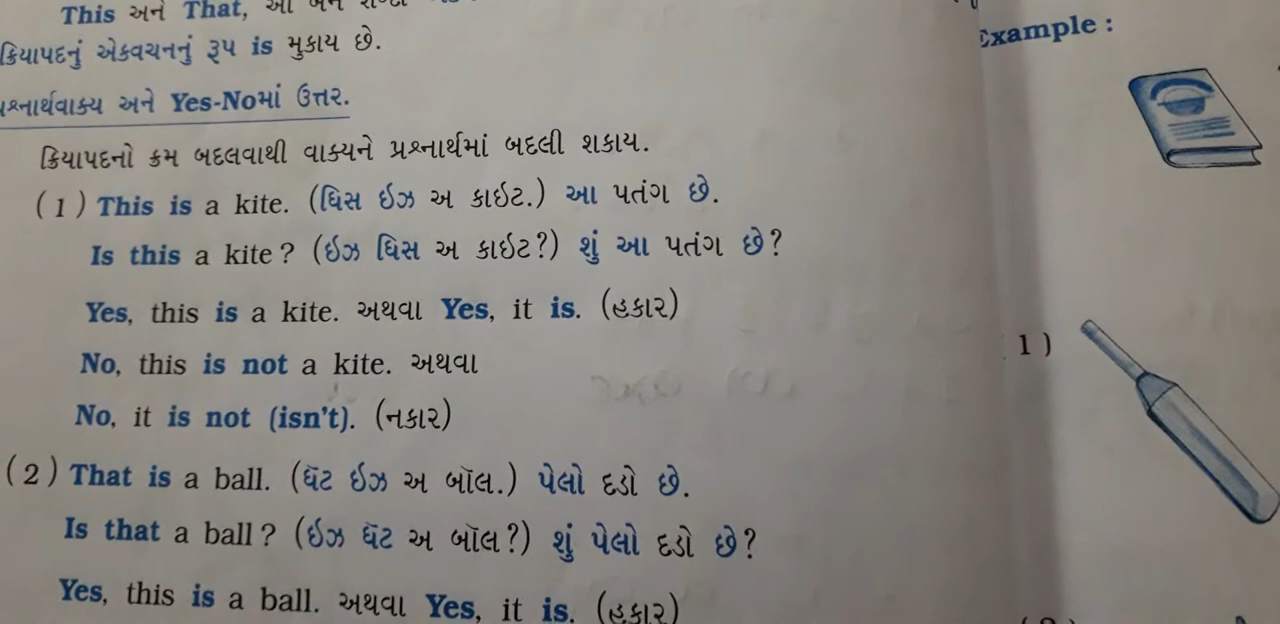 This અને That, આ બન્ને
ક્રિયાપદનું એકવચનનું રૂપ is મુકાય છે.
પ્રશ્નાર્થવાક્ય અને Yes-Noમાં ઉત્તર.
ક્રિયાપદનો ક્રમ બદલવાથી વાક્યને પ્રશ્નાર્થમાં બદલી શકાય.
(1) This is a kite. (ધિસ ઇઝ અ કાઇટ.) આ પતંગ છે.
Is this a kite? (ઇઝ ધિસ અ કાઇટ?) શું આ પતંગ છે?
Yes, this is a kite. અથવા Yes, it is. (હકાર)
No, this is not a kite. અથવા
No, it is not (isn't). (નકાર)
(2) That is a ball. (ધૅટ ઇઝ અ બૉલ.) પેલો દડો છે.
Is that a ball? (ઇઝ ધૅટ અ બૉલ?) શું પેલો દડો છે?
Yes, this is a ball. અથવા Yes, it is. (હકાર)
Example :
1)